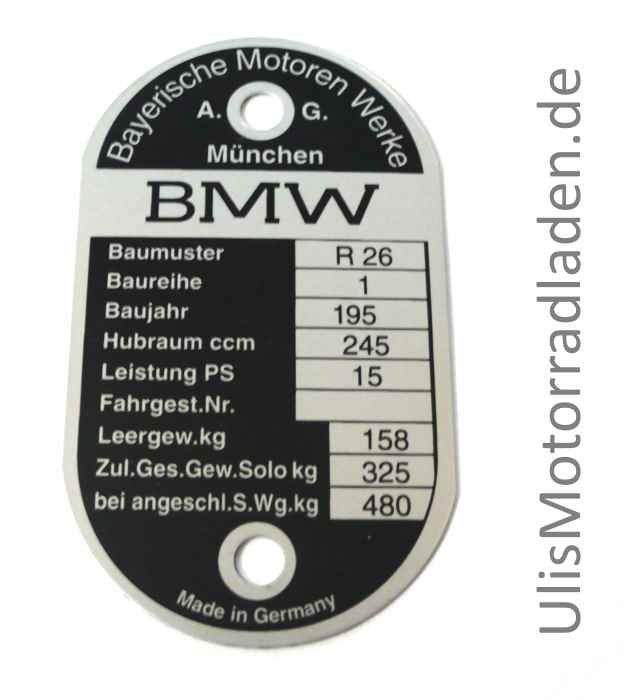 Bayerische Motoren Werke
A. G.
München
BMW
Baumuster R 26
Baureihe 1
Baujahr 195
Hubraum ccm 245
Leistung PS 15
Fahrgest.Nr.
Leergew.kg 158
Zul.Ges.Gew.Solo kg 325
bei angeschl.S.Wg.kg 480
Made in Germany
UlisMotorradladen.de